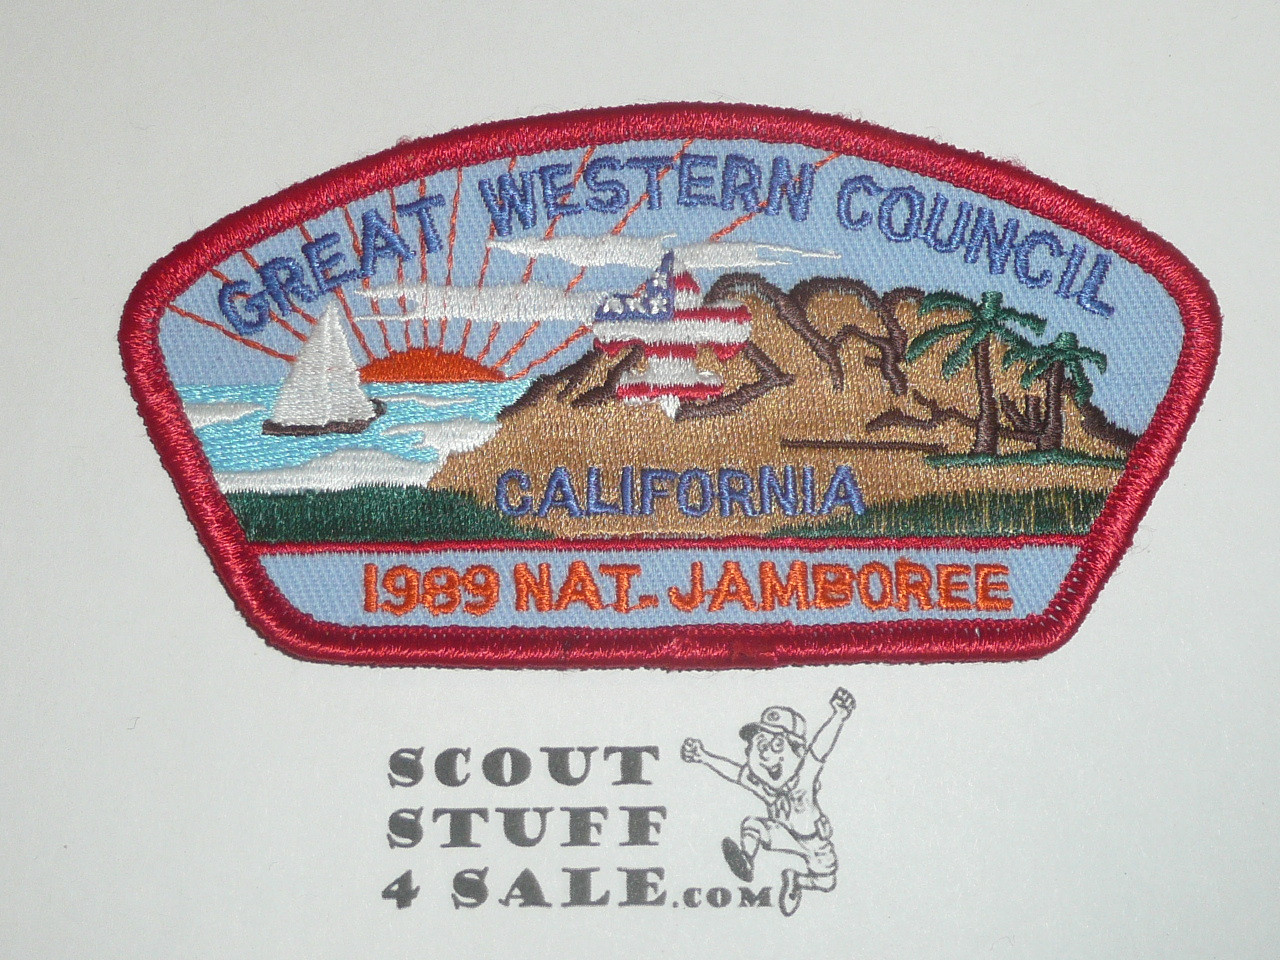 GREAT WESTERN COUNCIL
CALIFORNIA
1989 NAT. JAMBOREE
SCOUT
STUFF
4 SALE.COM